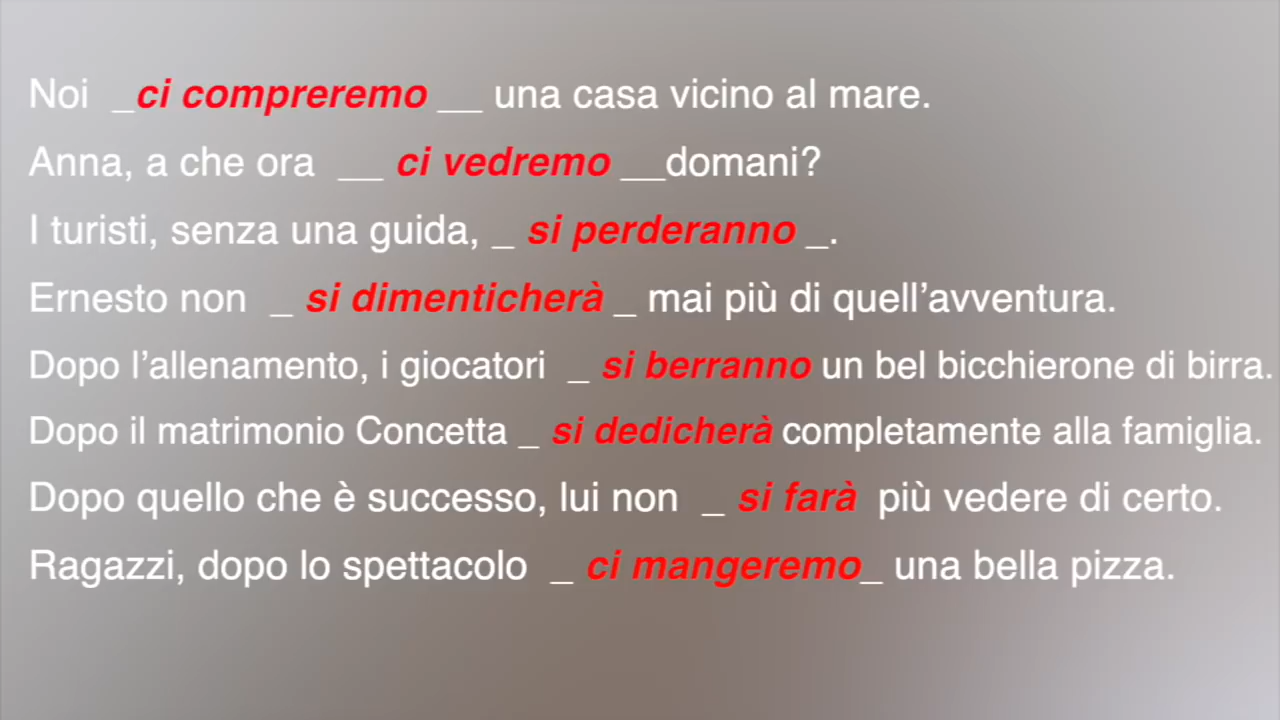 Noi _ci compreremo __ una casa vicino al mare.
Anna, a che ora __ ci vedremo __domani?
I turisti, senza una guida, _ si perderanno _.
Ernesto non _ si dimenticherà _ mai più di quell’avventura.
Dopo l’allenamento, i giocatori _ si berranno un bel bicchierone di birra.
Dopo il matrimonio Concetta _ si dedicherà completamente alla famiglia.
Dopo quello che è successo, lui non _ si farà più vedere di certo.
Ragazzi, dopo lo spettacolo _ ci mangeremo_ una bella pizza.